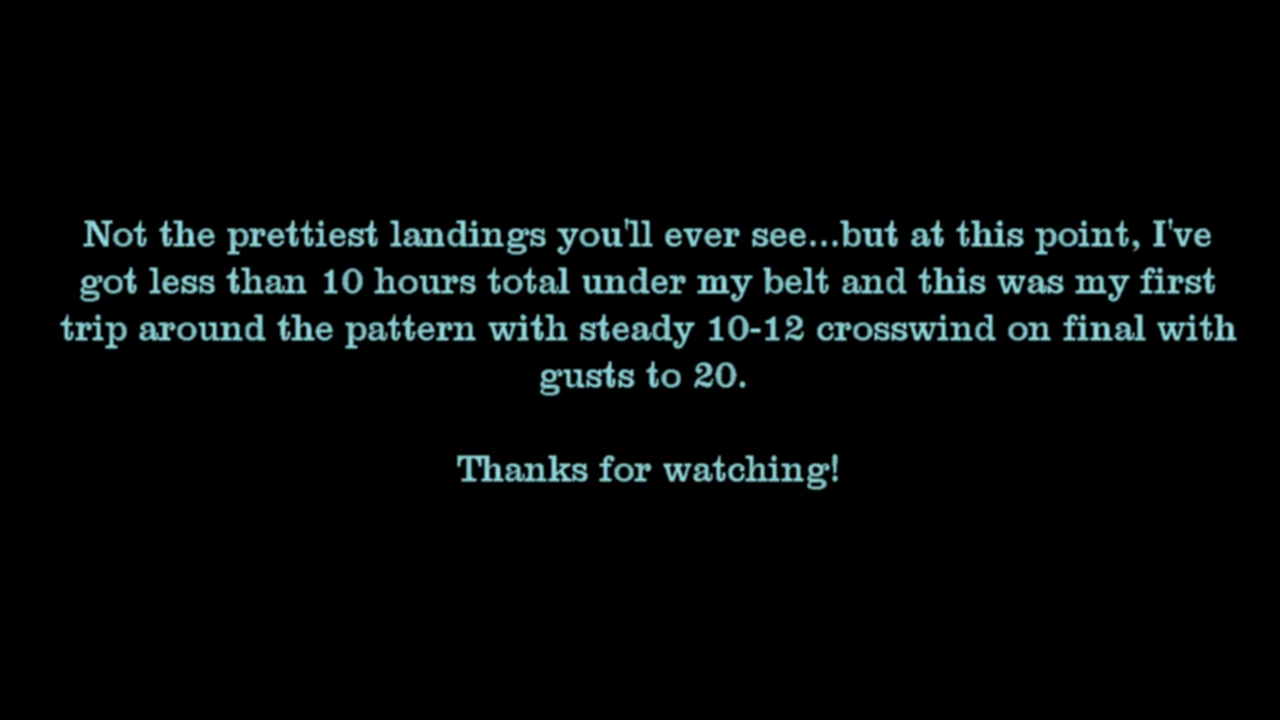 Not the prettiest landings you'll ever see...but at this point, I've
got less than 10 hours total under my belt and this was my first
trip around the pattern with steady 10-12 crosswind on final with
gusts to 20.
Thanks for watching!